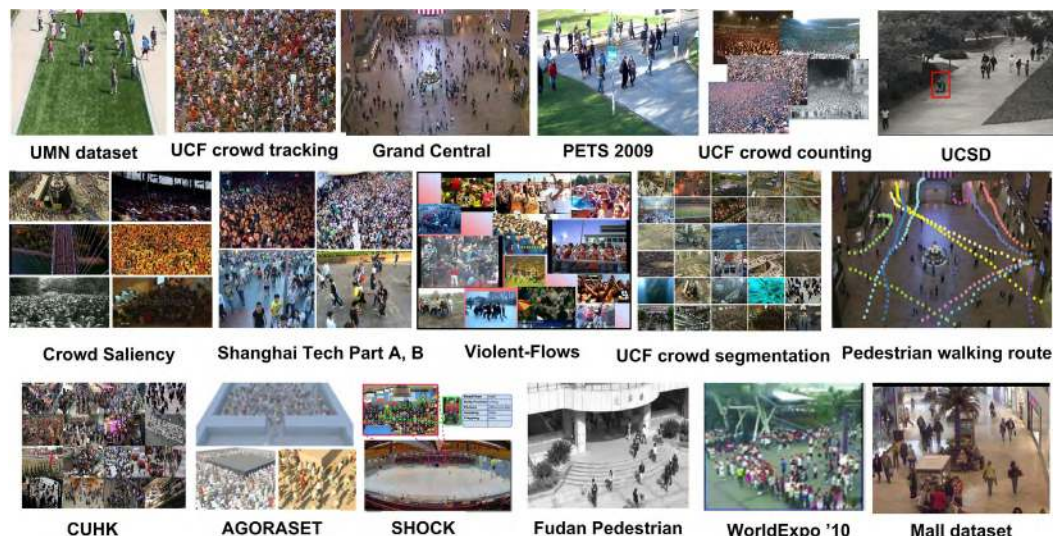 UMN dataset
UCF crowd tracking
Grand Central
PETS 2009
UCF crowd counting
UCSD
Crowd Saliency
Shanghai Tech Part A, B
Violent-Flows
UCF crowd segmentation
Pedestrian walking route
CUHK
AGORASET
SHOCK
Fudan Pedestrian
WorldExpo '10
Mall dataset